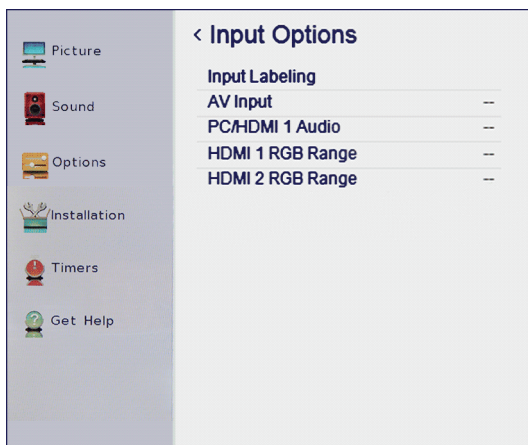 Picture
Sound
Options
Installation
Timers
Get Help
< Input Options
Input Labeling
AV Input --
PC/HDMI 1 Audio --
HDMI 1 RGB Range --
HDMI 2 RGB Range --